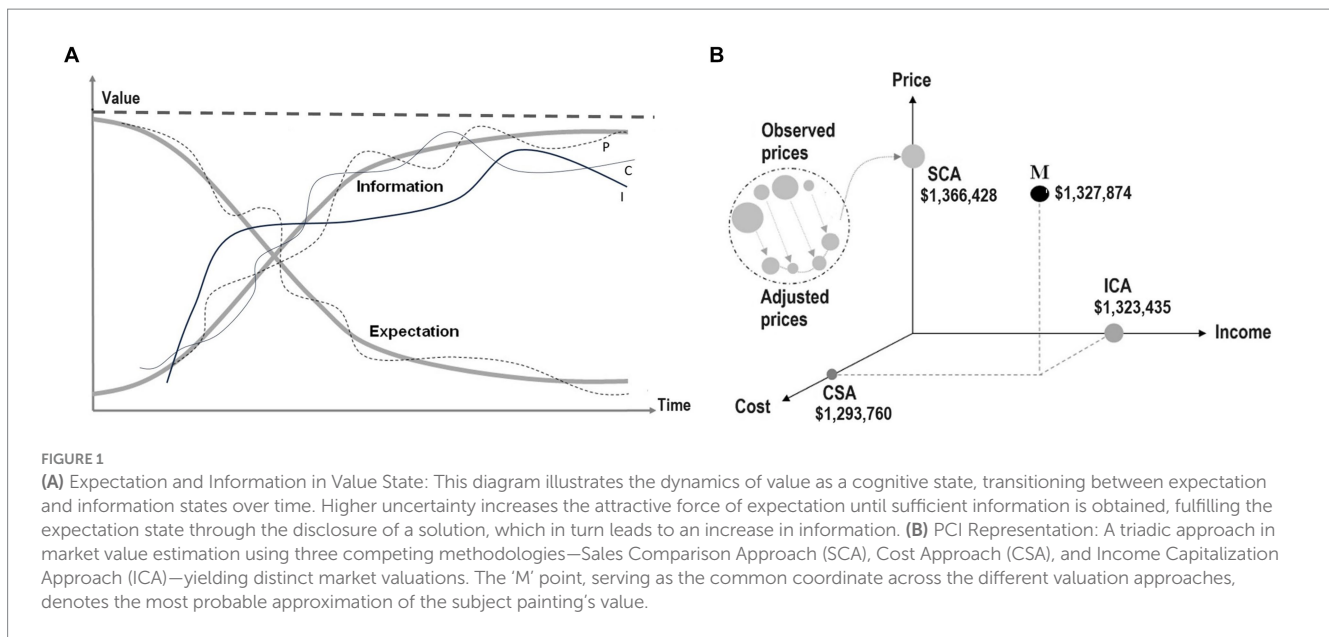 A
Value
P
C
Information
I
Expectation
Time
B
Price
Observed
prices
SCA
$1,366,428
M
$1,327,874
Adjusted
prices
ICA
$1,323,435
Income
CSA
Cost
$1,293,760
FIGURE 1
(A) Expectation and Information in Value State: This diagram illustrates the dynamics of value as a cognitive state, transitioning between expectation
and information states over time. Higher uncertainty increases the attractive force of expectation until sufficient information is obtained, fulfilling the
expectation state through the disclosure of a solution, which in turn leads to an increase in information. (B) PCI Representation: A triadic approach in
market value estimation using three competing methodologies—Sales Comparison Approach (SCA), Cost Approach (CSA), and Income Capitalization
Approach (ICA)—yielding distinct market valuations. The ‘M’ point, serving as the common coordinate across the different valuation approaches,
denotes the most probable approximation of the subject painting’s value.